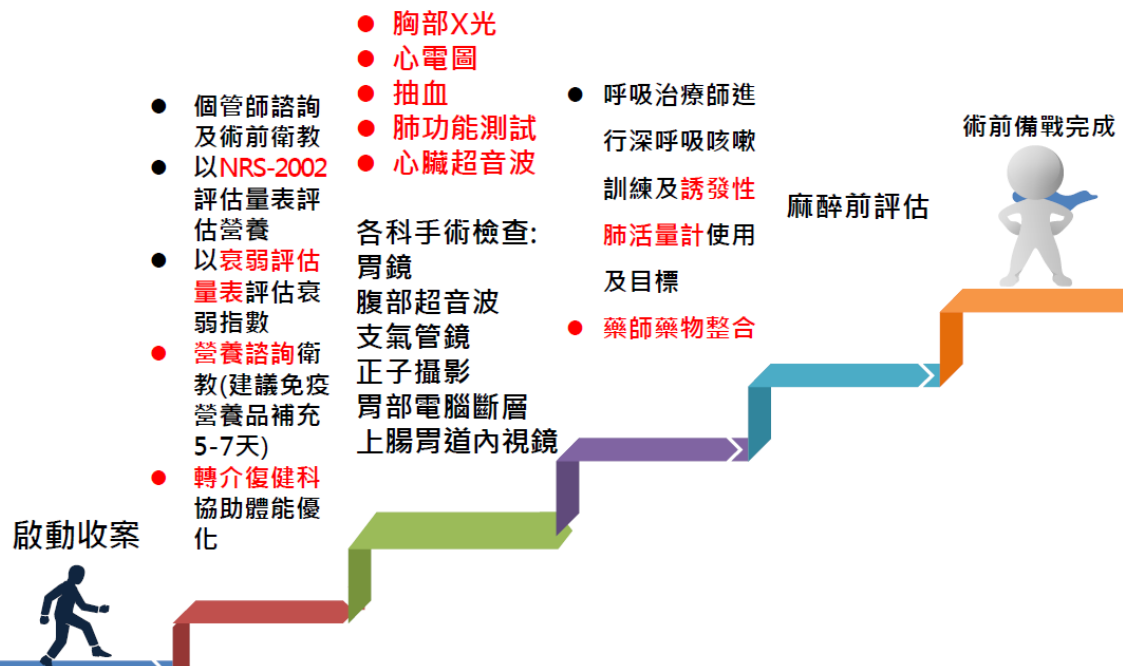 啟動收案
● 個管師諮詢
及術前衛教
● 以NRS-2002
評估量表評
估營養
● 以衰弱評估
量表評估衰
弱指數
● 營養諮詢衛
教(建議免疫
營養品補充
5-7天)
● 轉介復健科
協助體能優
化
● 胸部X光
● 心電圖
● 抽血
● 肺功能測試
● 心臟超音波
各科手術檢查:
胃鏡
腹部超音波
支氣管鏡
正子攝影
胃部電腦斷層
上腸胃道內視鏡
● 呼吸治療師進
行深呼吸咳嗽
訓練及誘發性
肺活量計使用
及目標
● 藥師藥物整合
麻醉前評估
術前備戰完成